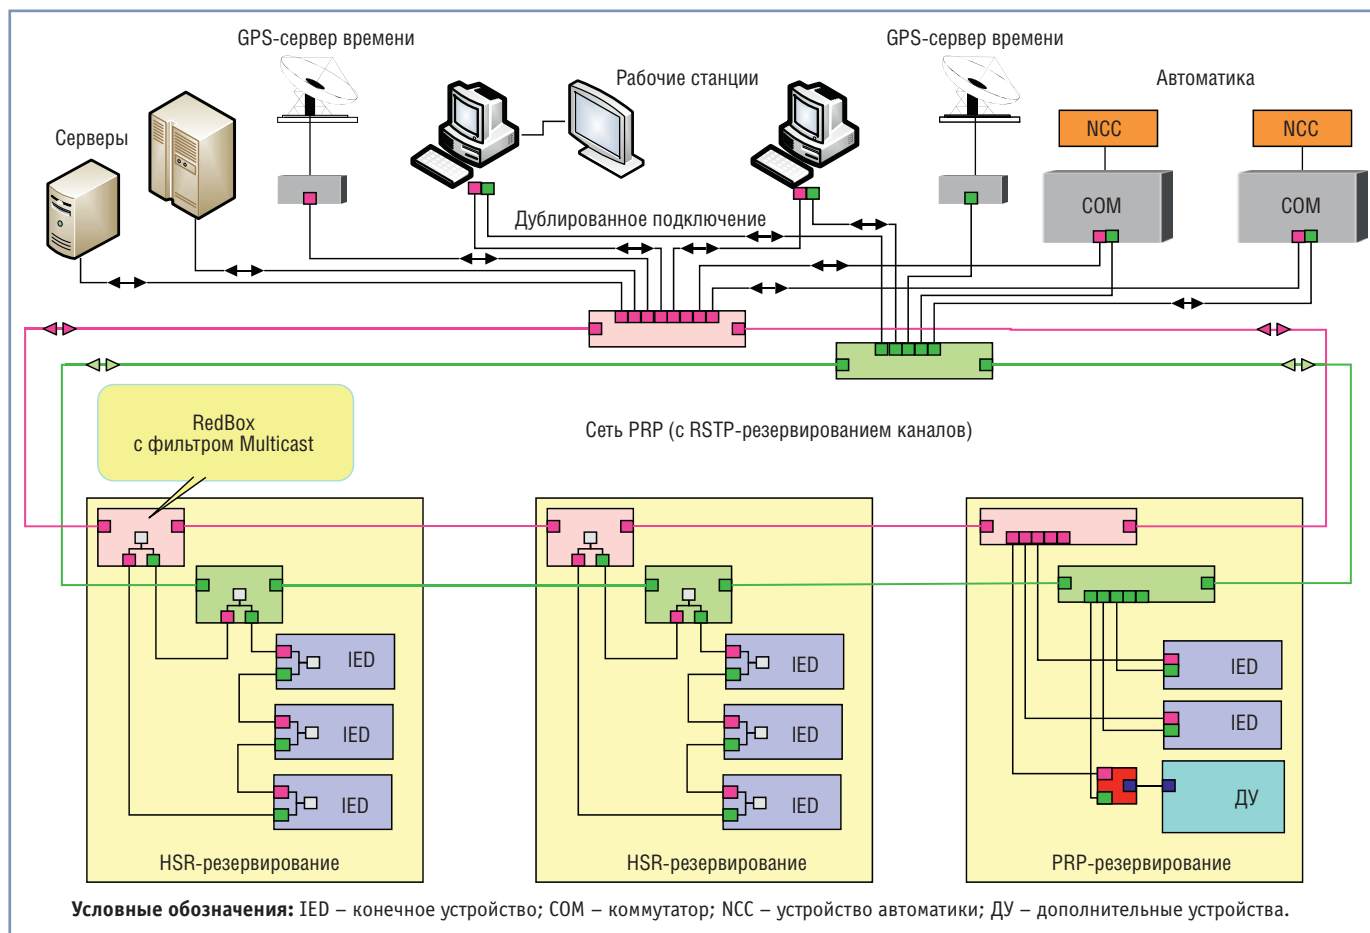 GPS-сервер времени
GPS-сервер времени
Рабочие станции
Автоматика
Серверы
NCC
NCC
COM
COM
Дублированное подключение
RedBox
с фильтром Multicast
Сеть PRP (с RSTP-резервированием каналов)
IED
IED
IED
IED
IED
IED
IED
IED
ДУ
HSR-резервирование
HSR-резервирование
PRP-резервирование
Условные обозначения: IED – конечное устройство; COM – коммутатор; NCC – устройство автоматики; ДУ – дополнительные устройства.